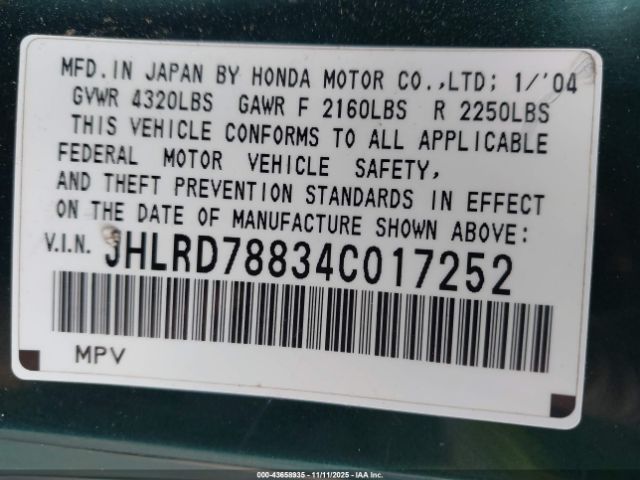 MFD.IN JAPAN BY HONDA MOTOR CO.,LTD; 1/'04
GVWR 4320LBS GAWR F 2160LBS R 2250LBS
THIS VEHICLE CONFORMS TO ALL APPLICABLE
FEDERAL MOTOR VEHICLE SAFETY,
AND THEFT PREVENTION STANDARDS IN EFFECT
ON THE DATE OF MANUFACTURE SHOWN ABOVE:
V.I.N. JHLRD78834C017252
MPV
000-43658935 - 11/11/2025 - IAA Inc.